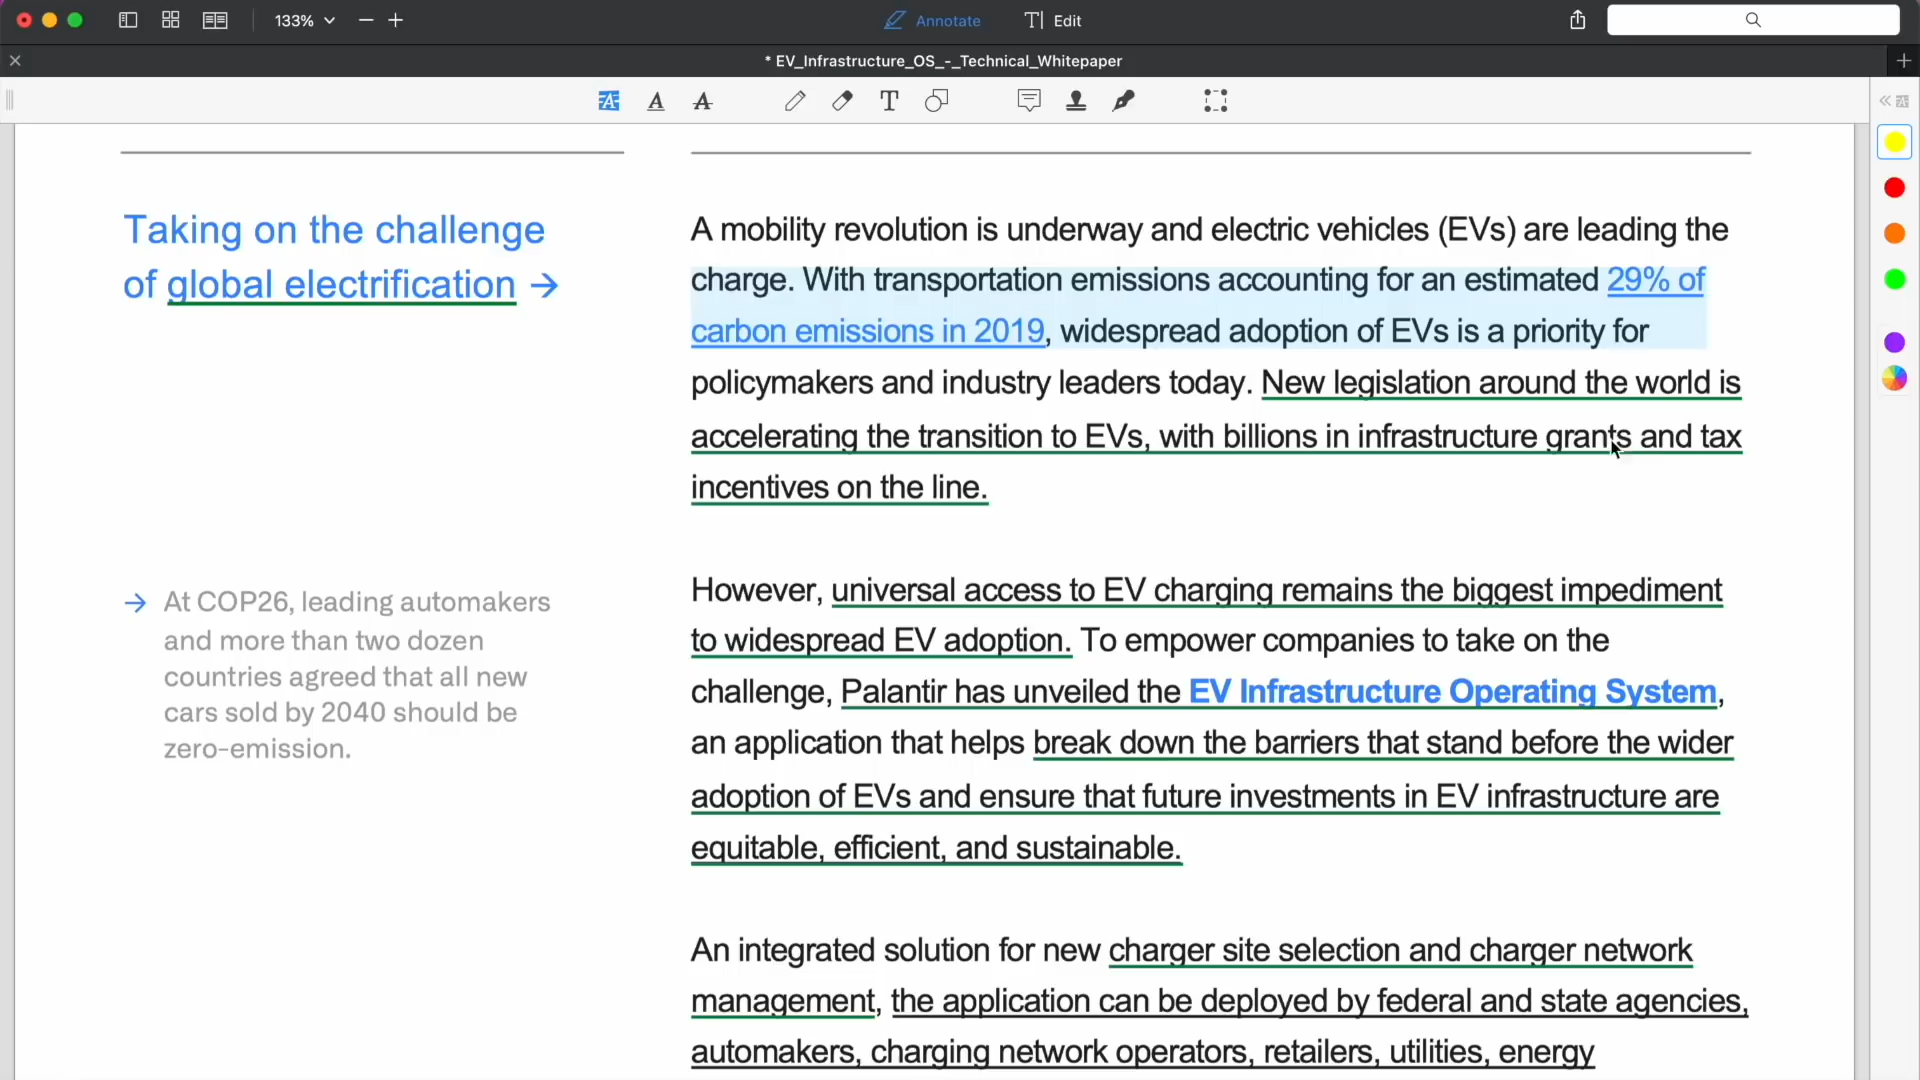 133%
Annotate
T Edit
* EV_Infrastructure_OS_-_Technical_Whitepaper
A A A T
Taking on the challenge
of global electrification →
→ At COP26, leading automakers
and more than two dozen
countries agreed that all new
cars sold by 2040 should be
zero-emission.
A mobility revolution is underway and electric vehicles (EVs) are leading the
charge. With transportation emissions accounting for an estimated 29% of
carbon emissions in 2019, widespread adoption of EVs is a priority for
policymakers and industry leaders today. New legislation around the world is
accelerating the transition to EVs, with billions in infrastructure grants and tax
incentives on the line.
However, universal access to EV charging remains the biggest impediment
to widespread EV adoption. To empower companies to take on the
challenge, Palantir has unveiled the EV Infrastructure Operating System,
an application that helps break down the barriers that stand before the wider
adoption of EVs and ensure that future investments in EV infrastructure are
equitable, efficient, and sustainable.
An integrated solution for new charger site selection and charger network
management, the application can be deployed by federal and state agencies,
automakers, charging network operators, retailers, utilities, energy